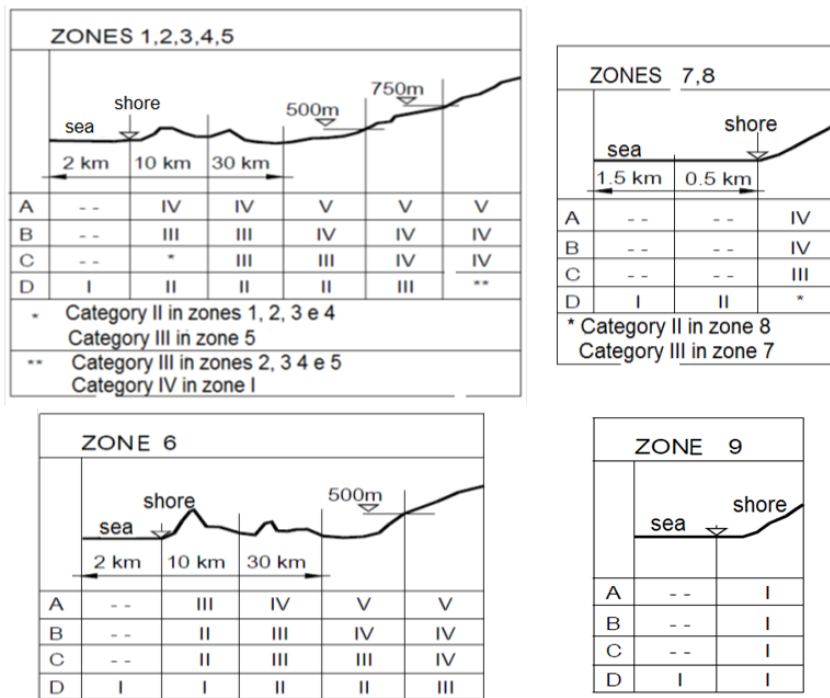 ZONES 1,2,3,4,5
750m
shore
500m
sea
2 km 10 km 30 km
A -- IV IV V V V
B -- III III IV IV IV
C -- * III III IV IV
D I II II II III **
* Category II in zones 1, 2, 3 e 4
Category III in zone 5
** Category III in zones 2, 3 4 e 5
Category IV in zone I
ZONES 7,8
shore
sea
1.5 km 0.5 km
A -- -- IV
B -- -- IV
C -- -- III
D I II *
* Category II in zone 8
Category III in zone 7
ZONE 6
shore
500m
sea
2 km 10 km 30 km
A -- III IV V V
B -- II III IV IV
C -- II III III IV
D I I II II III
ZONE 9
shore
sea
A -- I
B -- I
C -- I
D I I